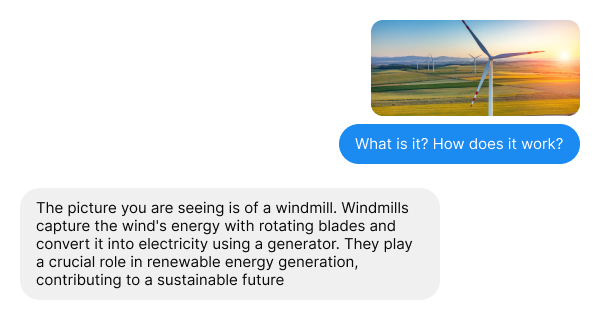 What is it? How does it work?
The picture you are seeing is of a windmill. Windmills
capture the wind's energy with rotating blades and
convert it into electricity using a generator. They play
a crucial role in renewable energy generation,
contributing to a sustainable future